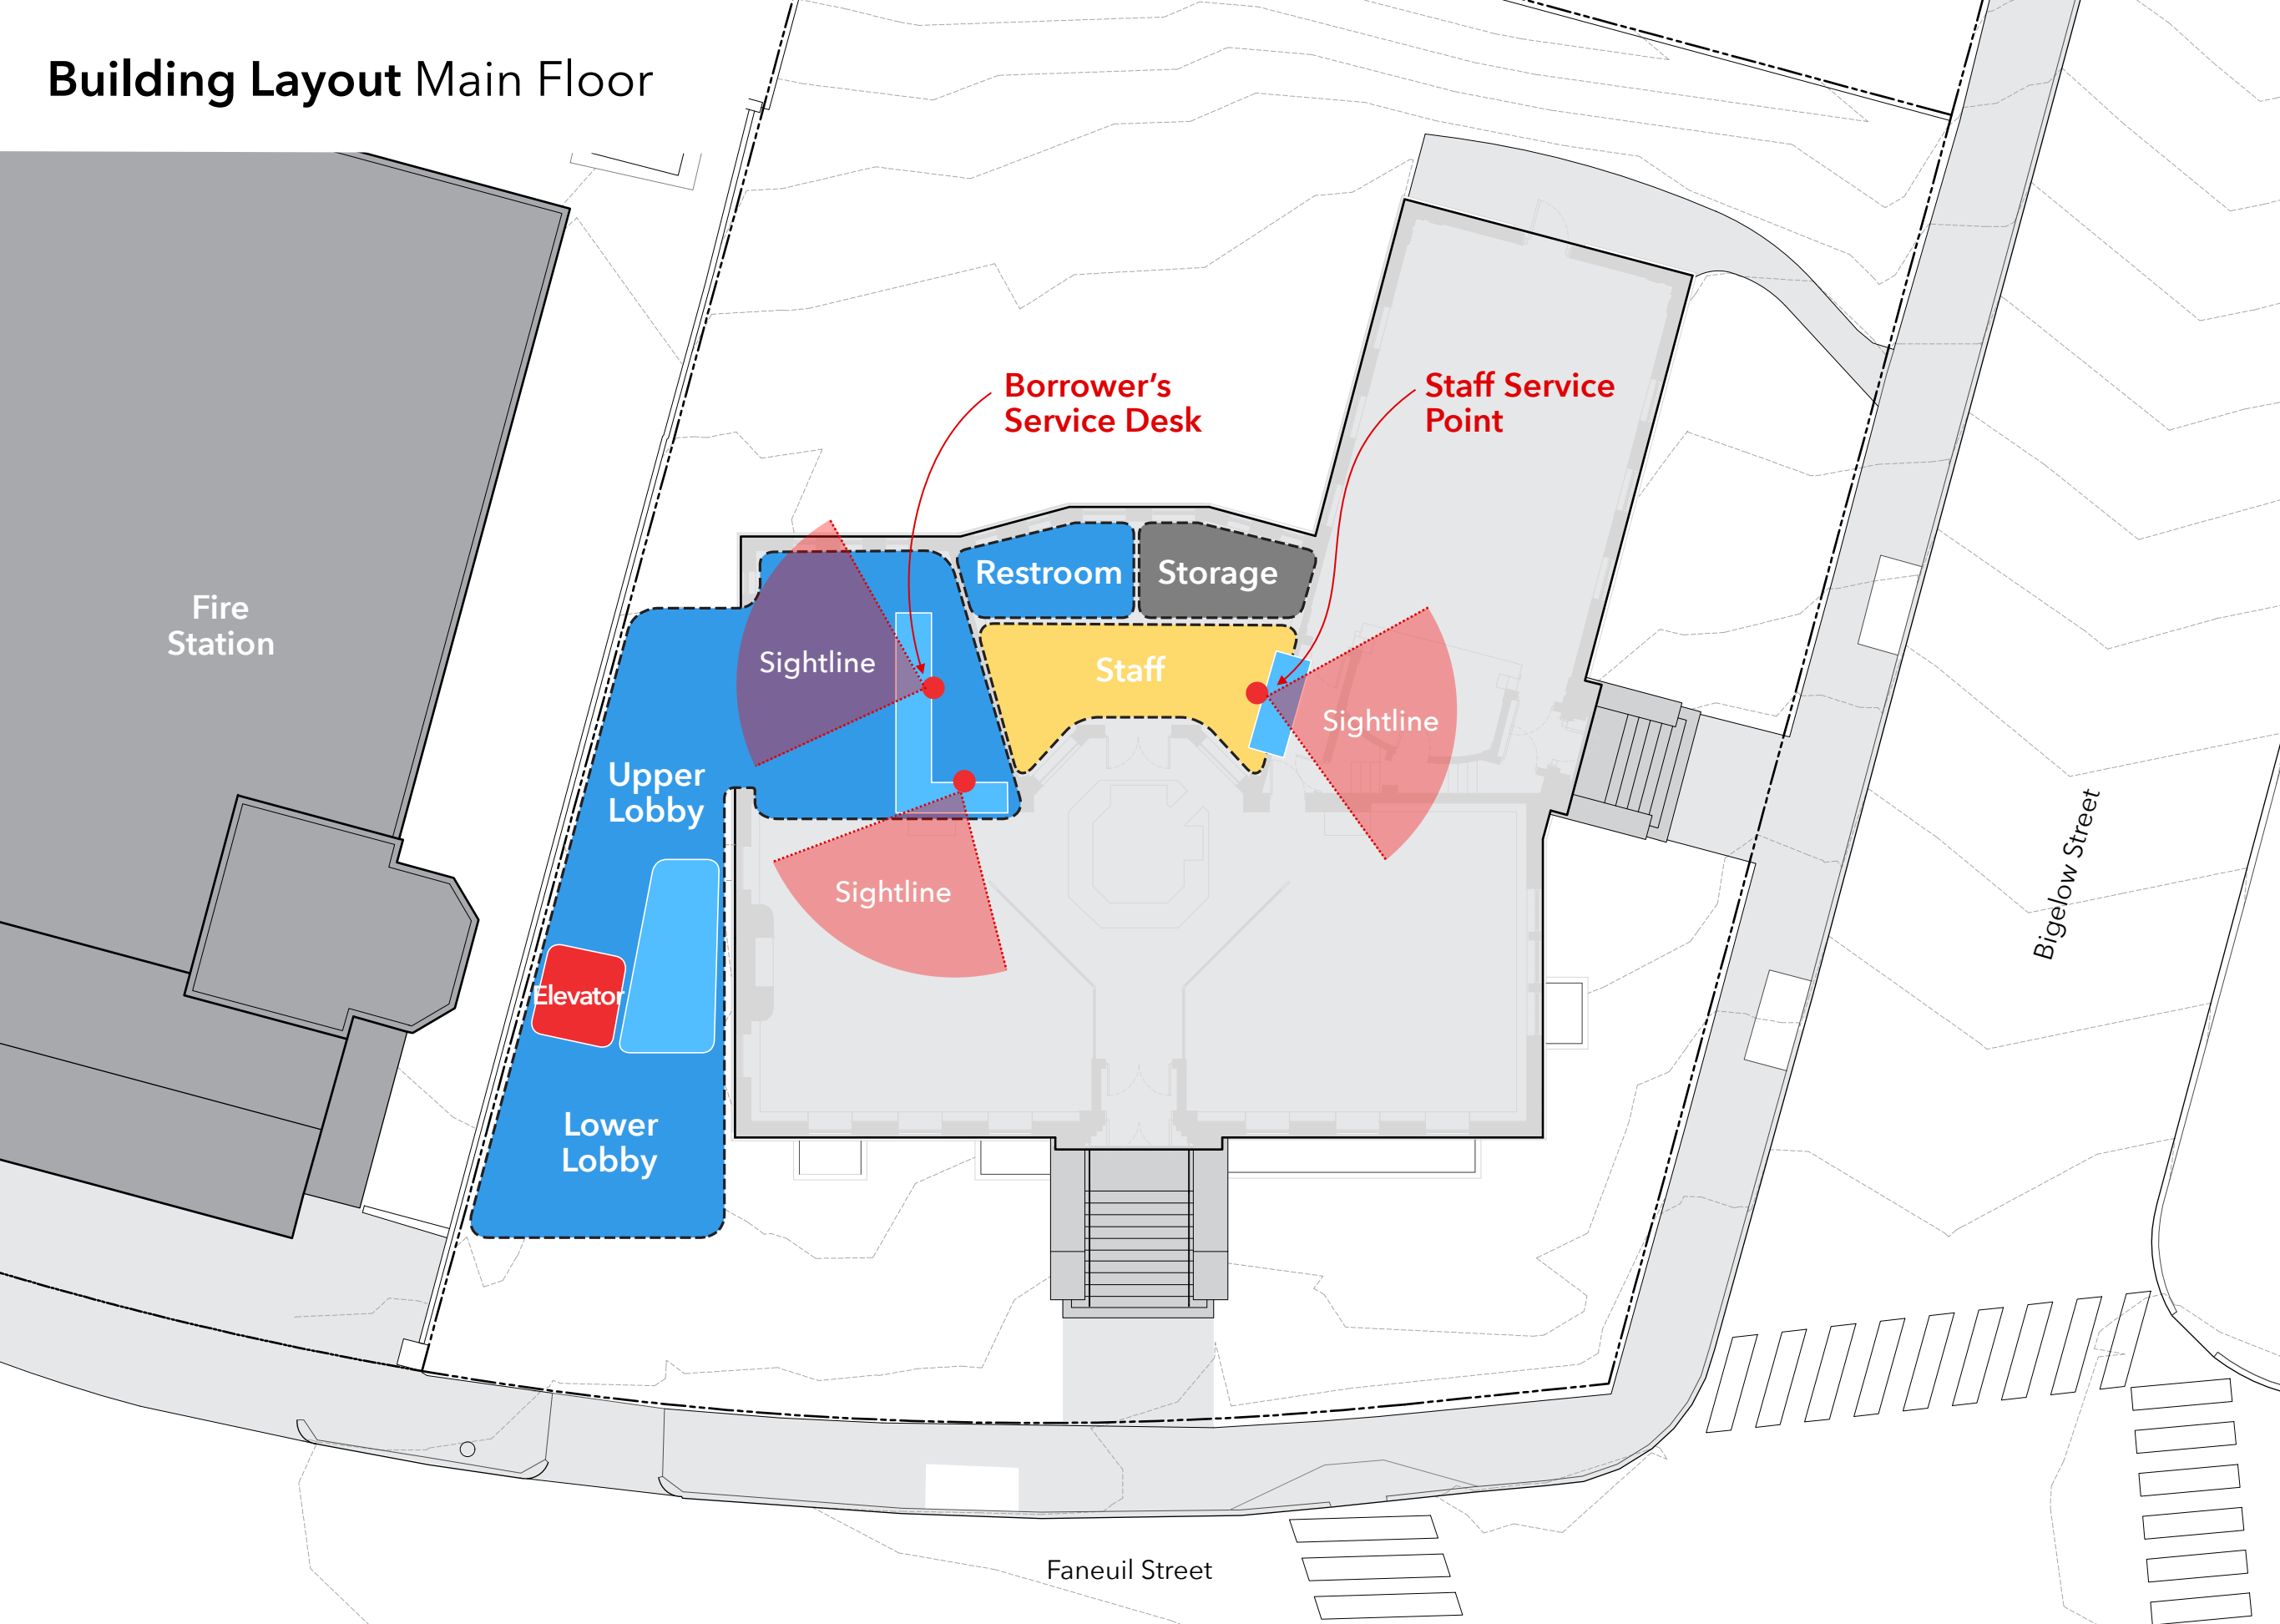 Building Layout Main Floor
Borrower’s
Service Desk
Staff Service
Point
Restroom
Storage
Fire
Station
Sightline
Staff
Sightline
Upper
Lobby
Sightline
Elevator
Bigelow Street
Lower
Lobby
Faneuil Street